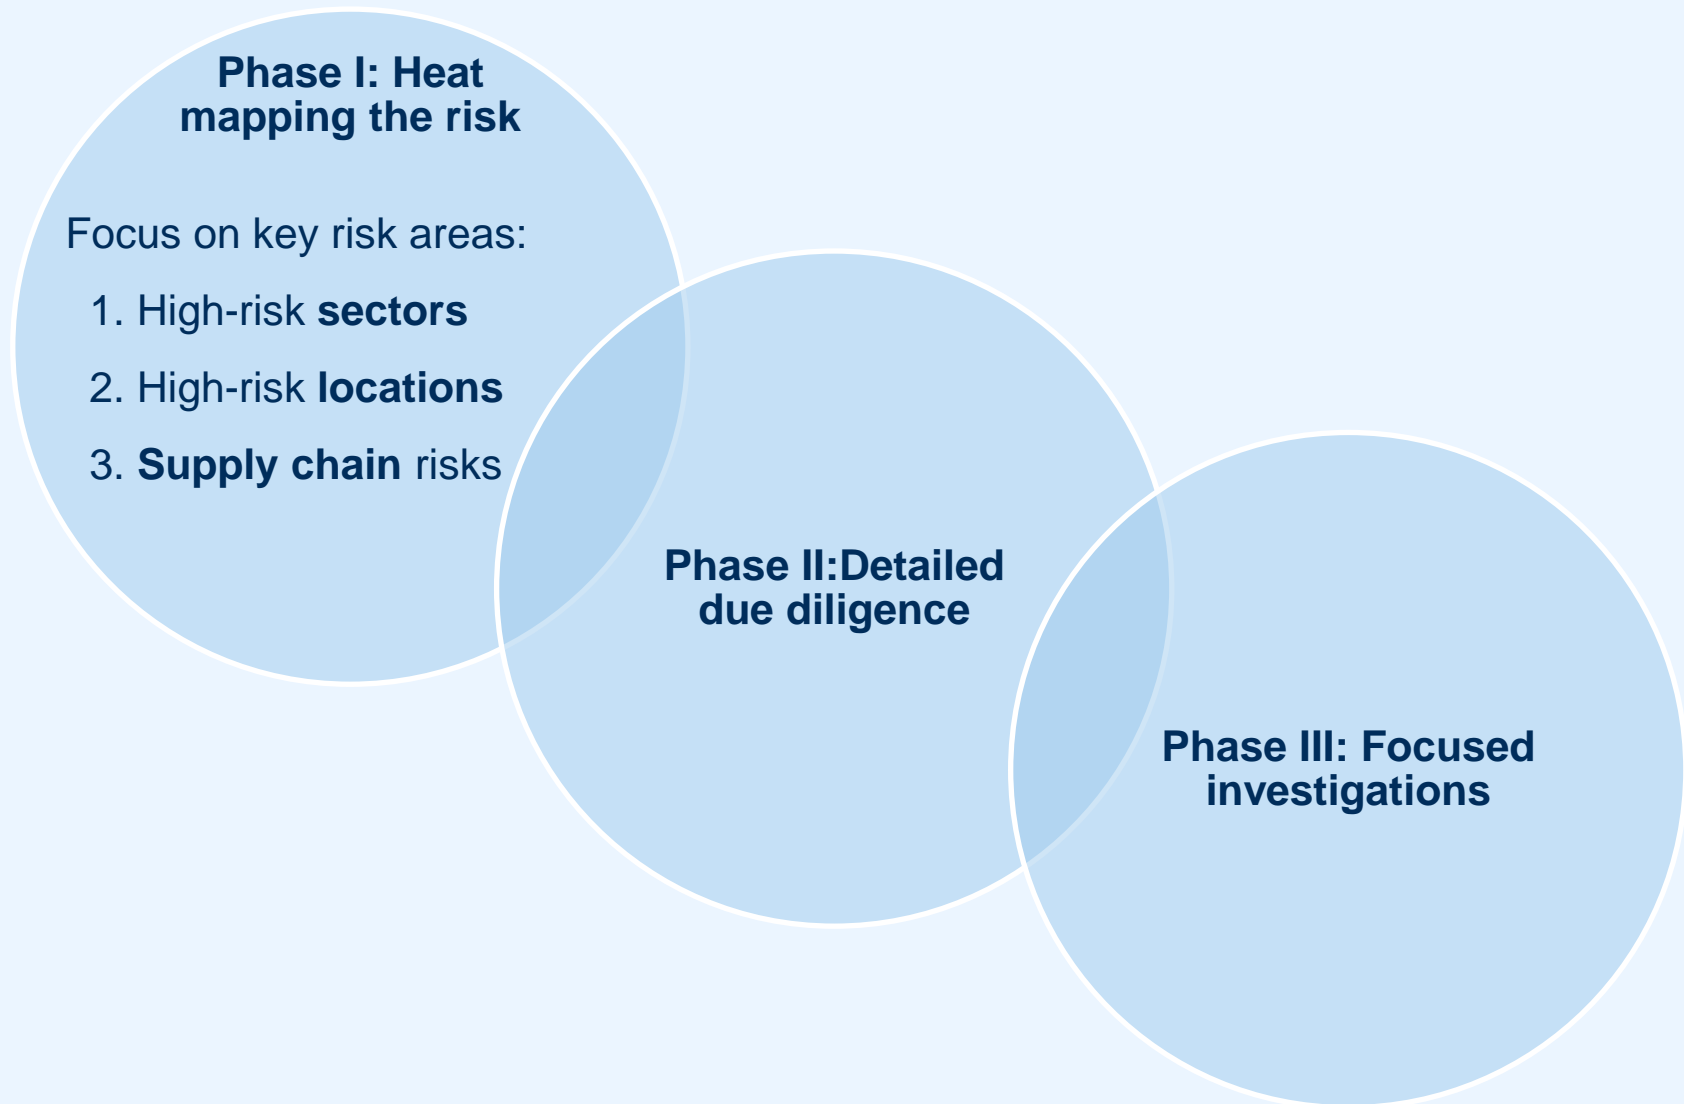 Phase I: Heat
mapping the risk
Focus on key risk areas:
1. High-risk sectors
2. High-risk locations
3. Supply chain risks
Phase II:Detailed
due diligence
Phase III: Focused
investigations